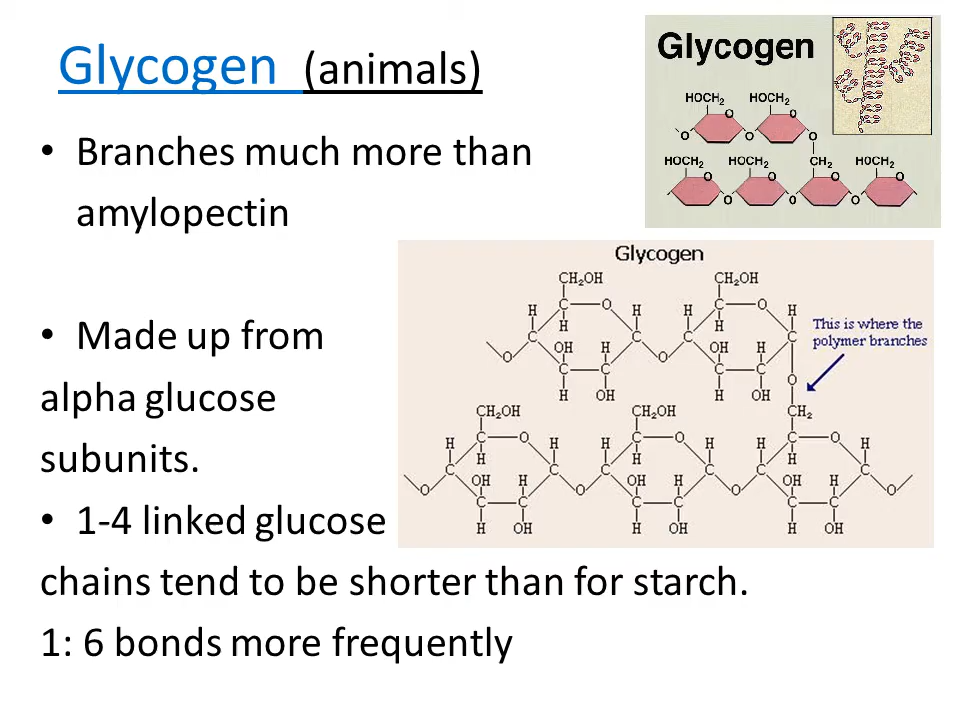 Glycogen (animals)
• Branches much more than
amylopectin
• Made up from
alpha glucose
subunits.
• 1-4 linked glucose
chains tend to be shorter than for starch.
1: 6 bonds more frequently
Glycogen
HOCH₂ HOCH₂
O O
O O O
HOCH₂ HOCH₂ CH₂ HOCH₂
O O O O
O O O
Glycogen
CH₂OH CH₂OH
H C O H H C O H
H H
C C C C
O OH H O OH H
C C C C
H OH H OH
This is where the
polymer branches
O
CH₂OH CH₂OH CH₂
H C O H H C O H H C O H
H H H
C C C C C C
O OH H O OH H O OH H O
C C C C C C
H OH H OH H OH